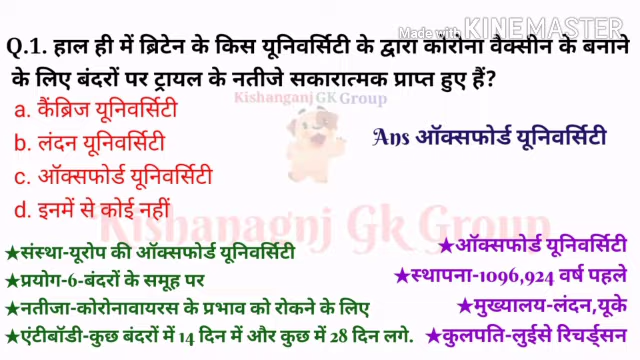 Made with KINEMASTER
Q.1. हाल ही में ब्रिटेन के किस यूनिवर्सिटी के द्वारा कोरोना वैक्सीन के बनाने
के लिए बंदरों पर ट्रायल के नतीजे सकारात्मक प्राप्त हुए हैं?
Kishanganj GK Group
a. कैंब्रिज यूनिवर्सिटी
b. लंदन यूनिवर्सिटी
c. ऑक्सफोर्ड यूनिवर्सिटी
d. इनमें से कोई नहीं
Ans ऑक्सफोर्ड यूनिवर्सिटी
Kishanagnj Gk Group
★संस्था-यूरोप की ऑक्सफोर्ड यूनिवर्सिटी
★प्रयोग-6-बंदरों के समूह पर
★नतीजा-कोरोनावायरस के प्रभाव को रोकने के लिए
★एंटीबॉडी-कुछ बंदरों में 14 दिन में और कुछ में 28 दिन लगे.
★ऑक्सफोर्ड यूनिवर्सिटी
★स्थापना-1096,924 वर्ष पहले
★मुख्यालय-लंदन,यूके
★कुलपति-लुईसे रिचर्ड्सन